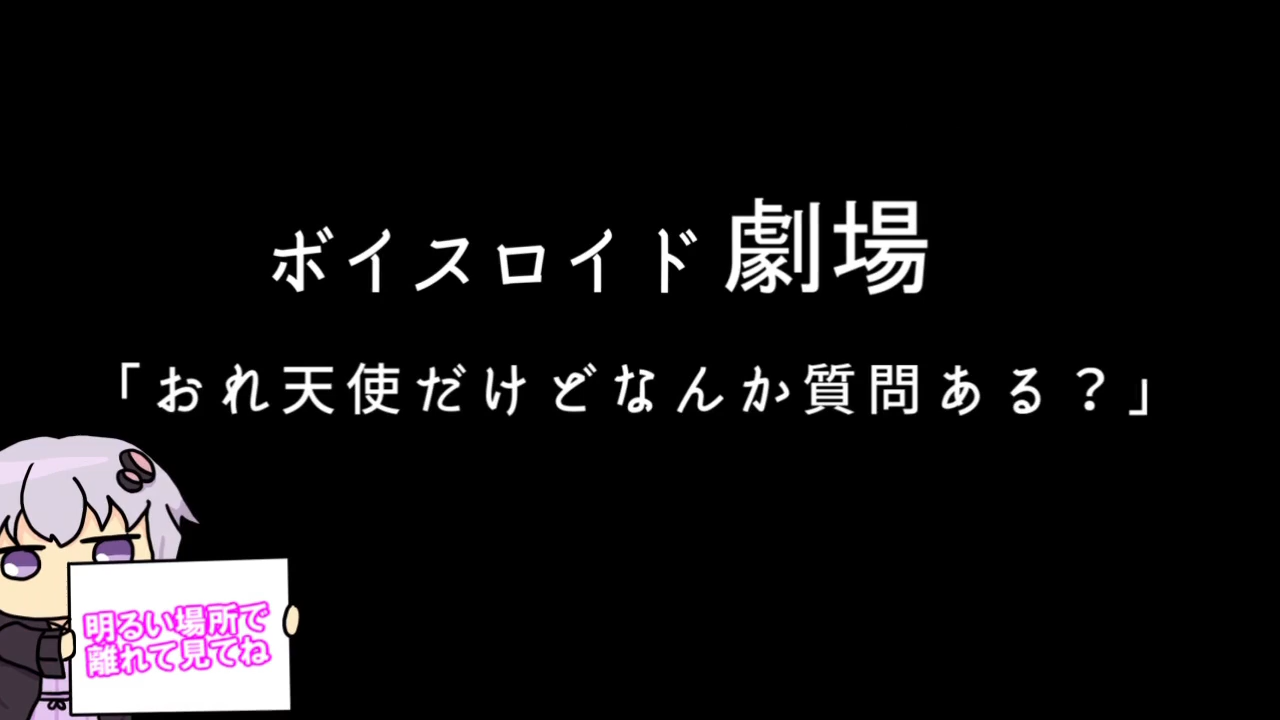 ボイスロイド劇場
「おれ天使だけどなんか質問ある？」
明るい場所で
離れて見てね